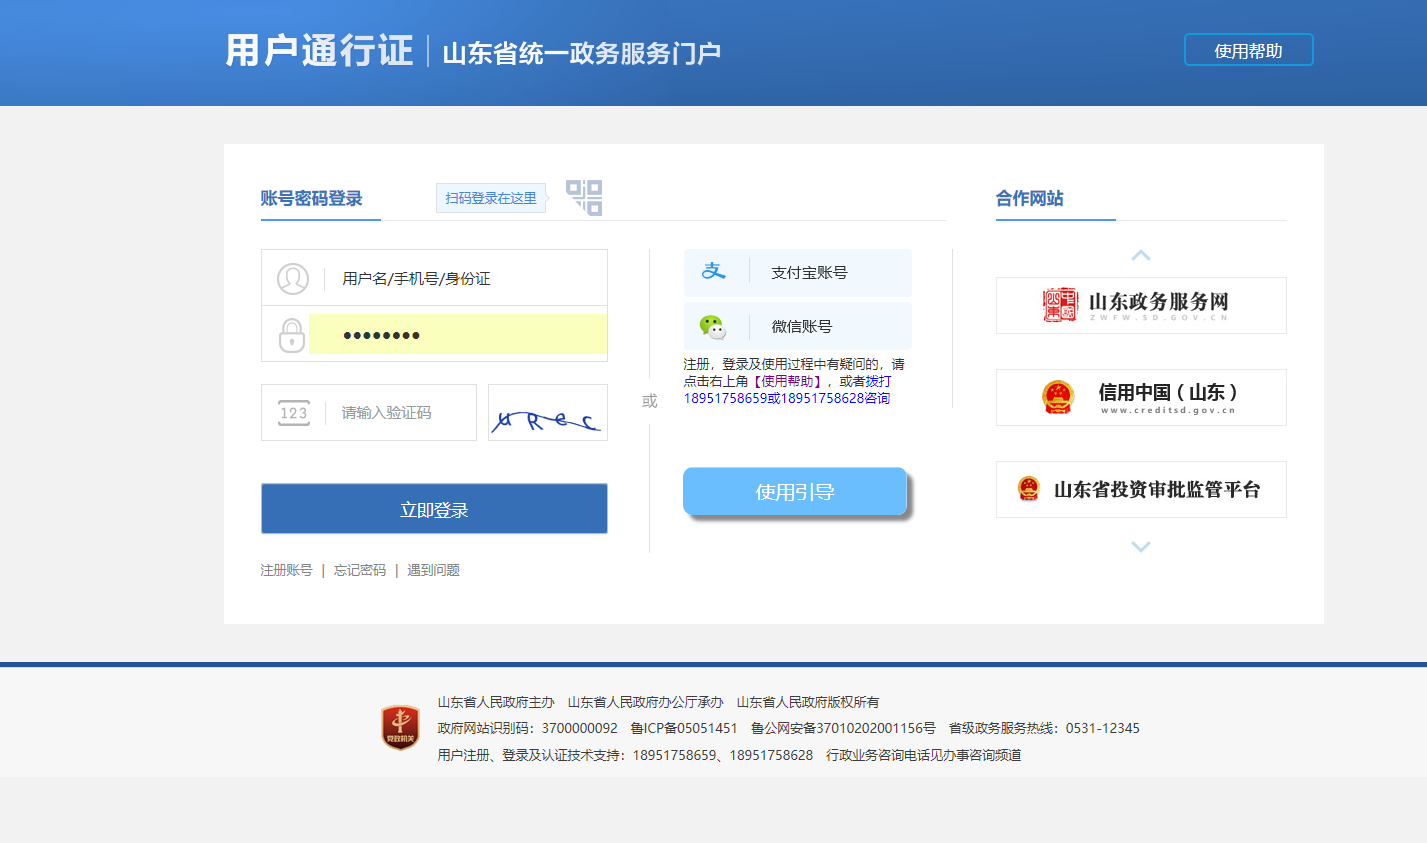 用户通行证 山东省统一政务服务门户
使用帮助
账号密码登录
扫码登录在这里
用户名/手机号/身份证
••••••••
123 请输入验证码
立即登录
注册账号 | 忘记密码 | 遇到问题
或
支付宝账号
微信账号
注册，登录及使用过程中有疑问的，请
点击右上角【使用帮助】，或者拨打
18951758659或18951758628咨询
使用引导
合作网站
山东政务服务网
ZWFW.SD.GOV.CN
信用中国（山东）
www.creditsd.gov.cn
山东省投资审批监管平台
党政机关
山东省人民政府主办 山东省人民政府办公厅承办 山东省人民政府版权所有
政府网站识别码：3700000092 鲁ICP备05051451 鲁公网安备37010202001156号 省级政务服务热线：0531-12345
用户注册、登录及认证技术支持：18951758659、18951758628 行政业务咨询电话见办事咨询频道